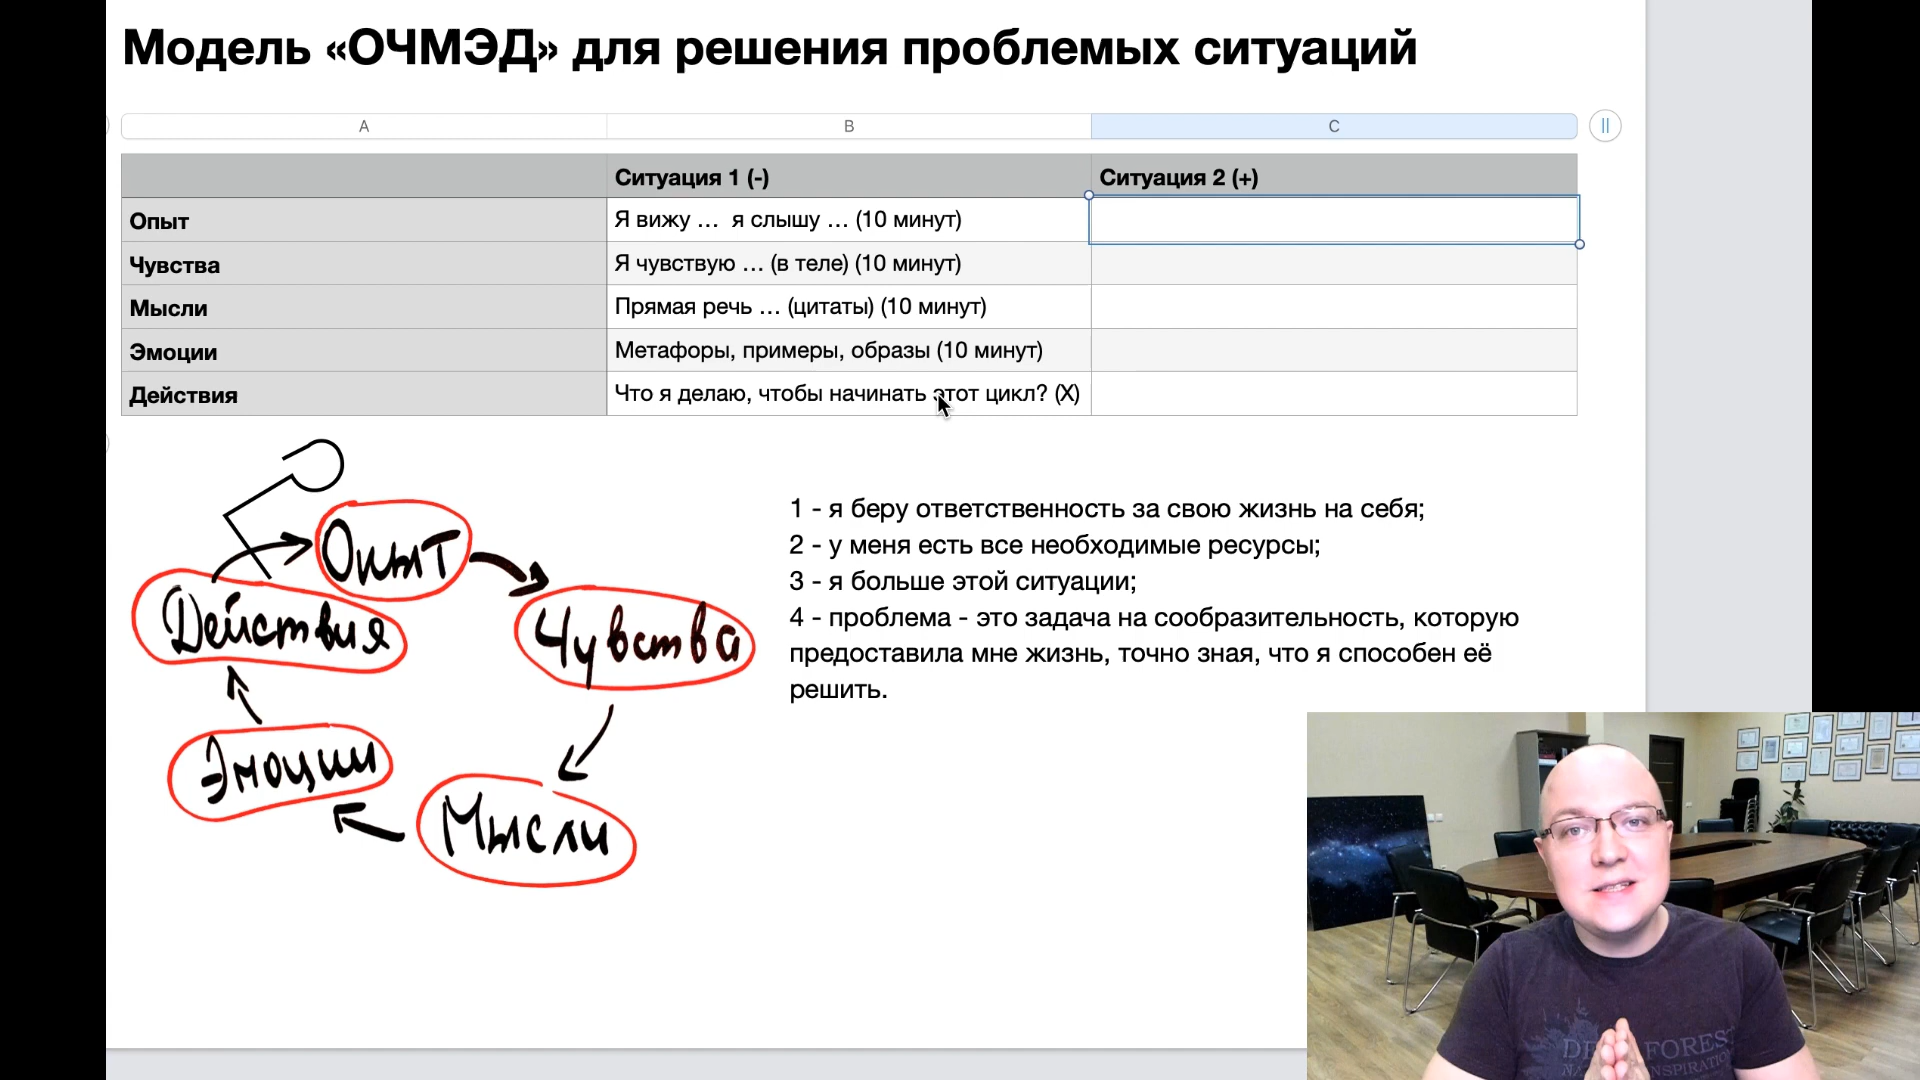 Модель «ОЧМЭД» для решения проблемых ситуаций
A B C
Ситуация 1 (-) Ситуация 2 (+)
Опыт Я вижу … я слышу … (10 минут)
Чувства Я чувствую … (в теле) (10 минут)
Мысли Прямая речь … (цитаты) (10 минут)
Эмоции Метафоры, примеры, образы (10 минут)
Действия Что я делаю, чтобы начинать этот цикл? (X)
Опыт
Действия
Чувства
Эмоции
Мысли
1 - я беру ответственность за свою жизнь на себя;
2 - у меня есть все необходимые ресурсы;
3 - я больше этой ситуации;
4 - проблема - это задача на сообразительность, которую
предоставила мне жизнь, точно зная, что я способен её
решить.
FOREST